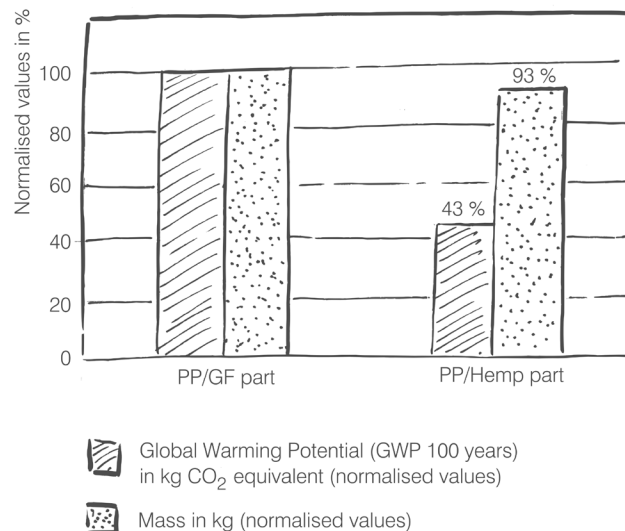 Normalised values in %
100
80
60
40
20
0
93 %
43 %
PP/GF part
PP/Hemp part
Global Warming Potential (GWP 100 years)
in kg CO₂ equivalent (normalised values)
Mass in kg (normalised values)